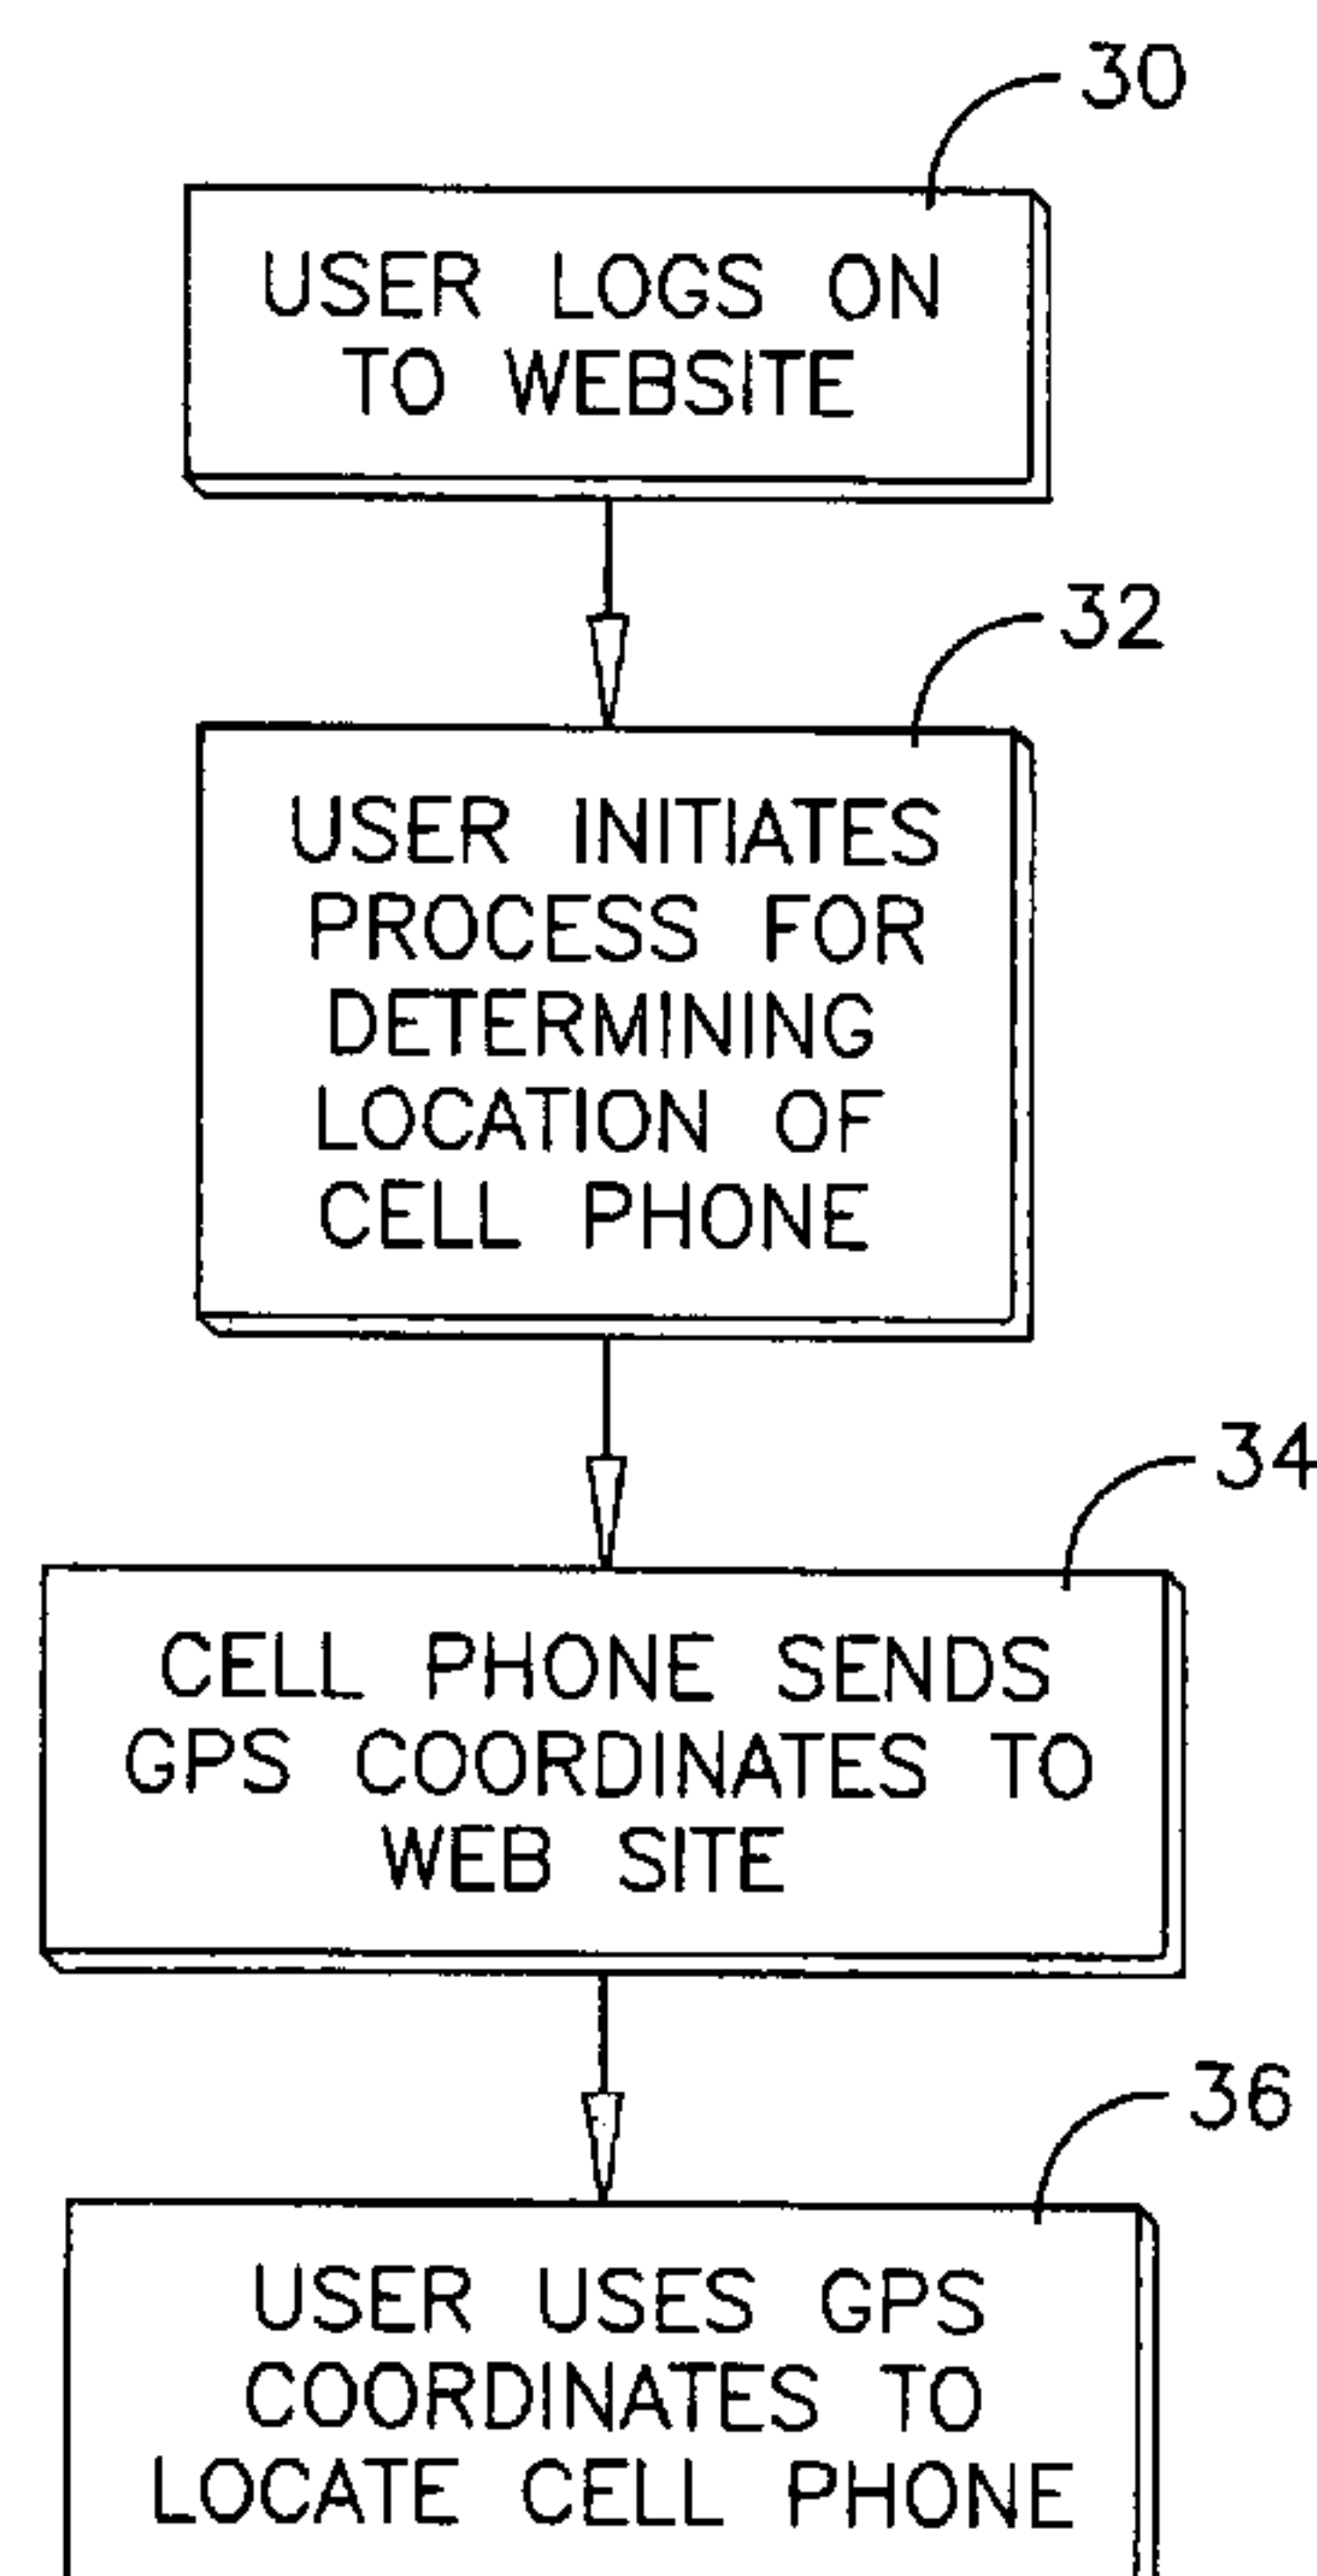 30
USER LOGS ON
TO WEBSITE
32
USER INITIATES
PROCESS FOR
DETERMINING
LOCATION OF
CELL PHONE
34
CELL PHONE SENDS
GPS COORDINATES TO
WEB SITE
36
USER USES GPS
COORDINATES TO
LOCATE CELL PHONE